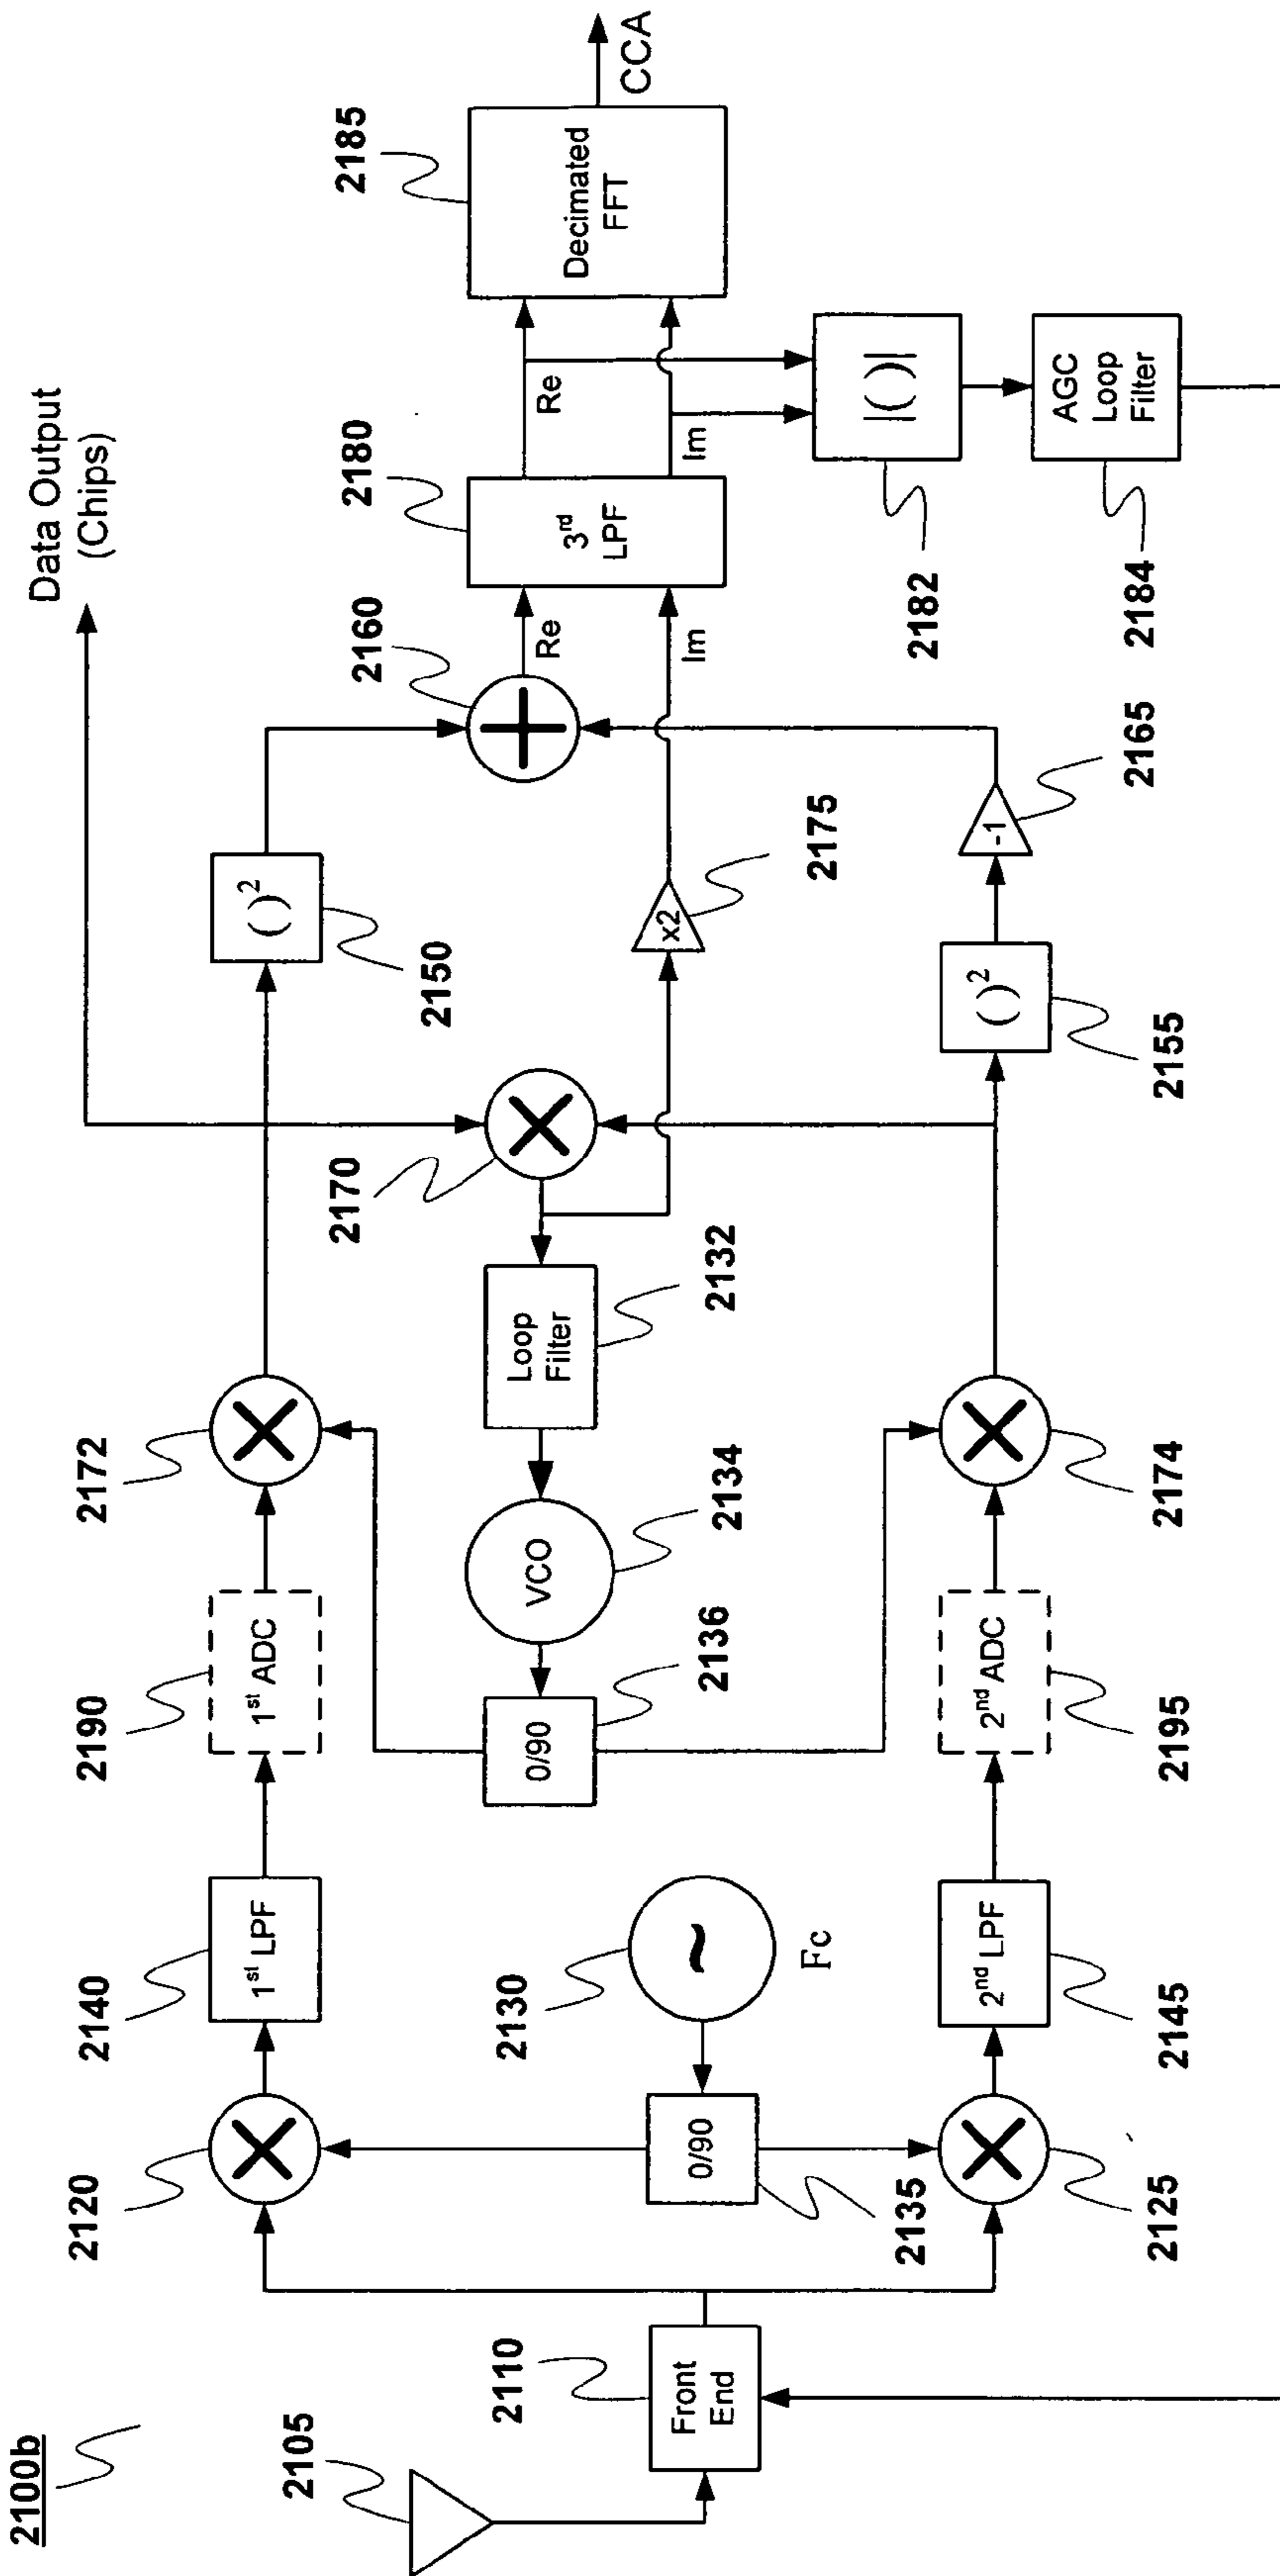 2100b
2105
2110
Front
End
2120
2125
0/90
2135
2130
Fc
2140
1st LPF
2145
2nd LPF
2190
1st ADC
2195
2nd ADC
0/90
2136
VCO
2134
Loop
Filter
2132
2172
2174
2170
Data Output
(Chips)
( )2
2150
( )2
2155
x2
2175
-1
2165
2160
Re
Im
2180
3rd
LPF
Re
Im
2182
|( )|
2184
AGC
Loop
Filter
2185
Decimated
FFT
CCA